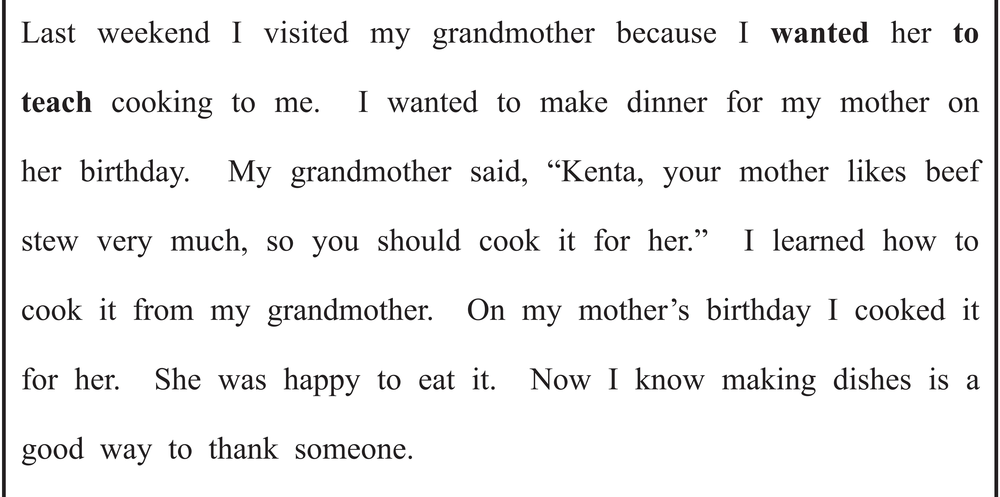 Last weekend I visited my grandmother because I wanted her to
teach cooking to me. I wanted to make dinner for my mother on
her birthday. My grandmother said, “Kenta, your mother likes beef
stew very much, so you should cook it for her.” I learned how to
cook it from my grandmother. On my mother’s birthday I cooked it
for her. She was happy to eat it. Now I know making dishes is a
good way to thank someone.